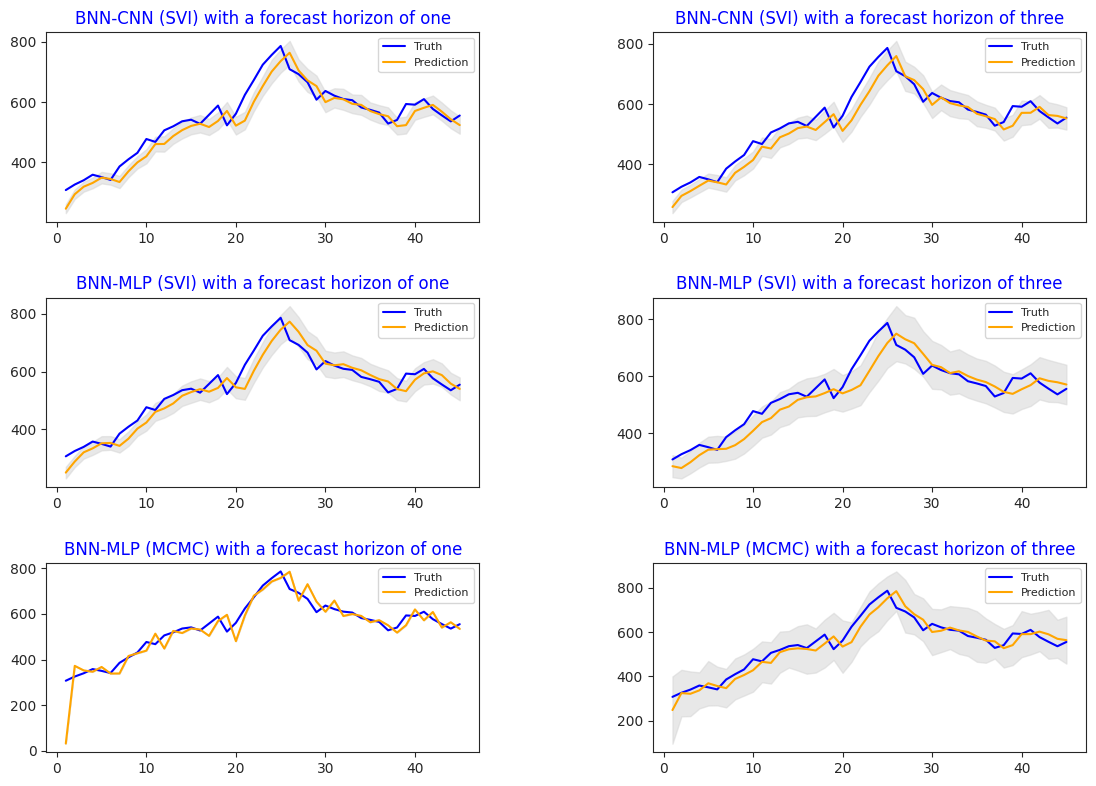 BNN-CNN (SVI) with a forecast horizon of one
800
600
400
0 10 20 30 40
Truth
Prediction
BNN-CNN (SVI) with a forecast horizon of three
800
600
400
0 10 20 30 40
Truth
Prediction
BNN-MLP (SVI) with a forecast horizon of one
800
600
400
0 10 20 30 40
Truth
Prediction
BNN-MLP (SVI) with a forecast horizon of three
800
600
400
0 10 20 30 40
Truth
Prediction
BNN-MLP (MCMC) with a forecast horizon of one
800
600
400
200
0
0 10 20 30 40
Truth
Prediction
BNN-MLP (MCMC) with a forecast horizon of three
800
600
400
200
0 10 20 30 40
Truth
Prediction